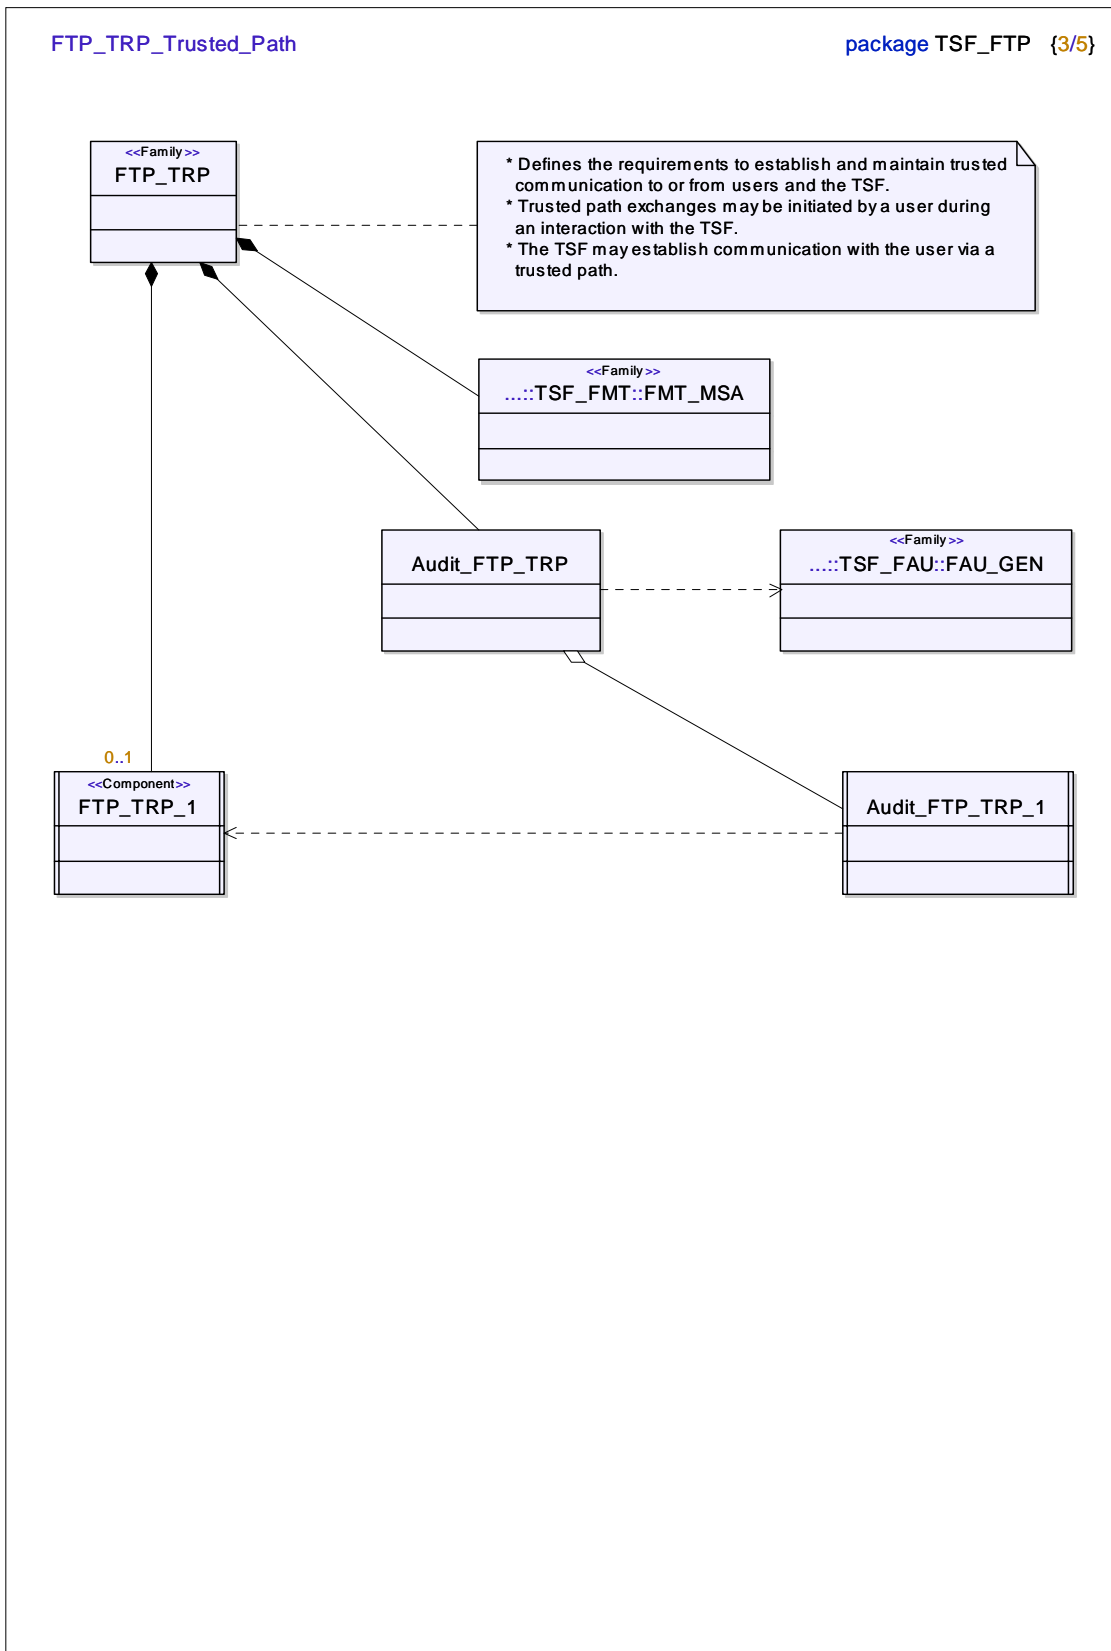 FTP_TRP_Trusted_Path
package TSF_FTP {3/5}
<<Family>>
FTP_TRP
* Defines the requirements to establish and maintain trusted
communication to or from users and the TSF.
* Trusted path exchanges may be initiated by a user during
an interaction with the TSF.
* The TSF may establish communication with the user via a
trusted path.
<<Family>>
...::TSF_FMT::FMT_MSA
Audit_FTP_TRP
<<Family>>
...::TSF_FAU::FAU_GEN
0..1
<<Component>>
FTP_TRP_1
Audit_FTP_TRP_1